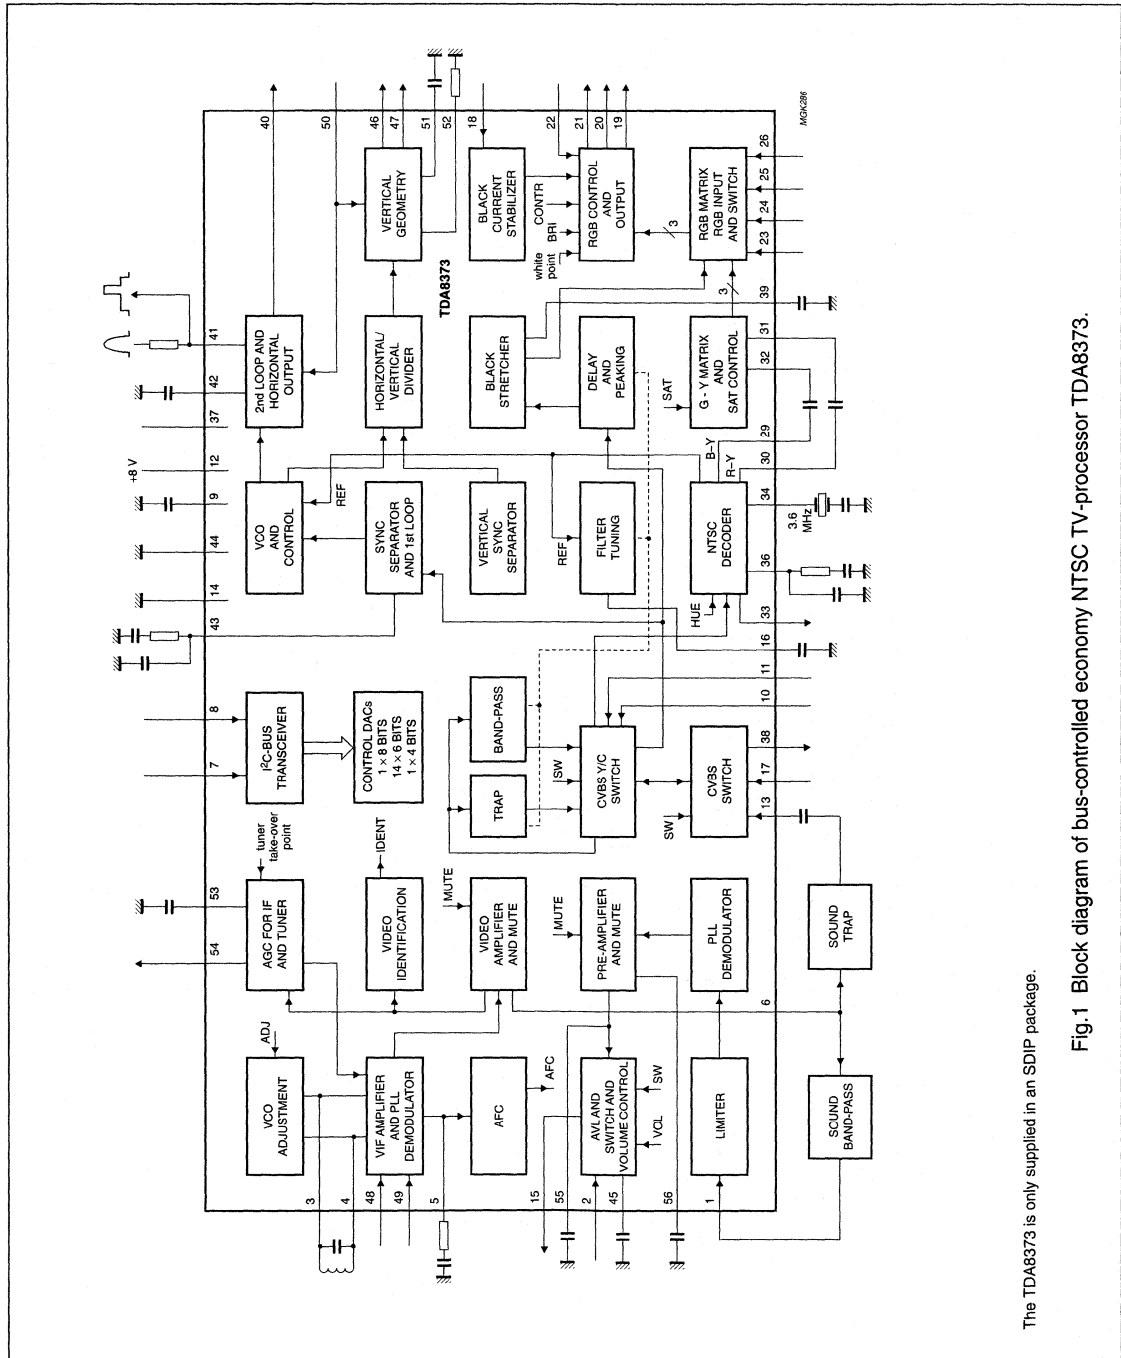 VCO
ADJUSTMENT
ADJ
VIF AMPLIFIER
AND PLL
DEMODULATOR
AFC
AFC
AVL AND
SWITCH AND
VOLUME CONTROL
VCL
SW
LIMITER
SCUND
BAND-PASS
3
4
48
49
5
15
55
2
45
56
1
54
53
AGC FOR IF
AND TUNER
tuner
take-over
point
VIDEO
IDENTIFICATION
IDENT
VIDEO
AMPLIFIER
AND MUTE
MUTE
PRE-AMPLIFIER
AND MUTE
MUTE
PLL
DEMODULATOR
6
SOUND
TRAP
7
8
I²C-BUS
TRANSCEIVER
CONTROL DACs
1 × 8 BITS
14 × 6 BITS
1 × 4 BITS
TRAP
BAND-PASS
SW
CVBS Y/C
SWITCH
SW
CVBS
SWITCH
13
17
38
10
11
16
33
36
34
30
29
32
31
39
23
24
25
26
43
14
44
9
12
+8 V
37
42
41
VCO
AND
CONTROL
REF
SYNC
SEPARATOR
AND 1st LOOP
VERTICAL
SYNC
SEPARATOR
REF
FILTER
TUNING
HUE
NTSC
DECODER
3.6
MHz
R–Y
B–Y
2nd LOOP AND
HORIZONTAL
OUTPUT
HORIZONTAL/
VERTICAL
DIVIDER
BLACK
STRETCHER
DELAY
AND
PEAKING
SAT
G - Y MATRIX
AND
SAT CONTROL
3
VERTICAL
GEOMETRY
TDA8373
BLACK
CURRENT
STABILIZER
white
point
BRI
CONTR
RGB CONTROL
AND
OUTPUT
3
RGB MATRIX
RGB INPUT
AND SWITCH
40
50
46
47
51
52
18
22
21
20
19
MGK286
The TDA8373 is only supplied in an SDIP package.
Fig.1 Block diagram of bus-controlled economy NTSC TV-processor TDA8373.